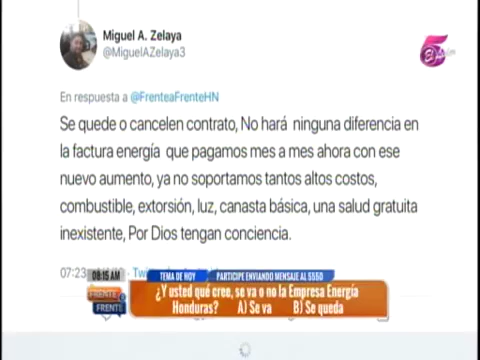 Miguel A. Zelaya
@MiguelAZelaya3
5
En respuesta a @FrenteaFrenteHN
Se quede o cancelen contrato, No hará ninguna diferencia en
la factura energía que pagamos mes a mes ahora con ese
nuevo aumento, ya no soportamos tantos altos costos,
combustible, extorsión, luz, canasta básica, una salud gratuita
inexistente, Por Dios tengan conciencia.
07:23
08:15 AM
TEMA DE HOY
PARTICIPE ENVIANDO MENSAJE AL 5550
FRENTE a
FRENTE
¿Y usted qué cree, se va o no la Empresa Energía
Honduras? A) Se va B) Se queda